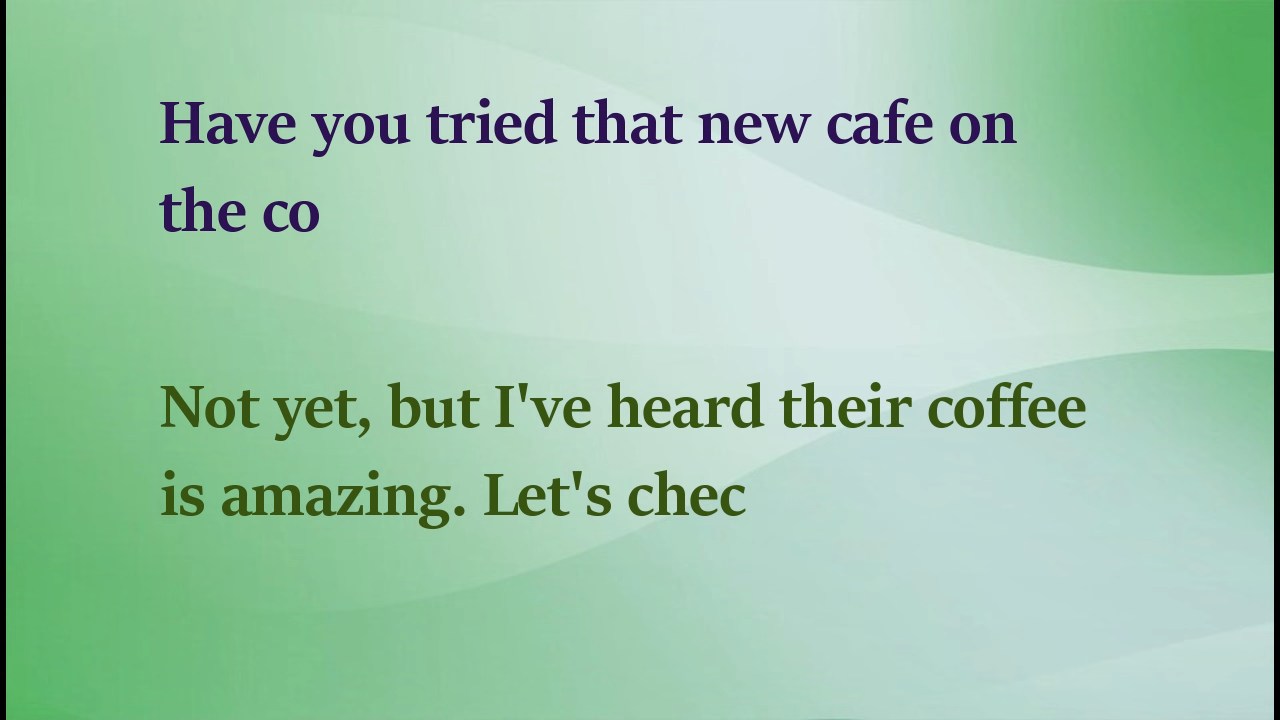 Have you tried that new cafe on
the co
Not yet, but I've heard their coffee
is amazing. Let's chec